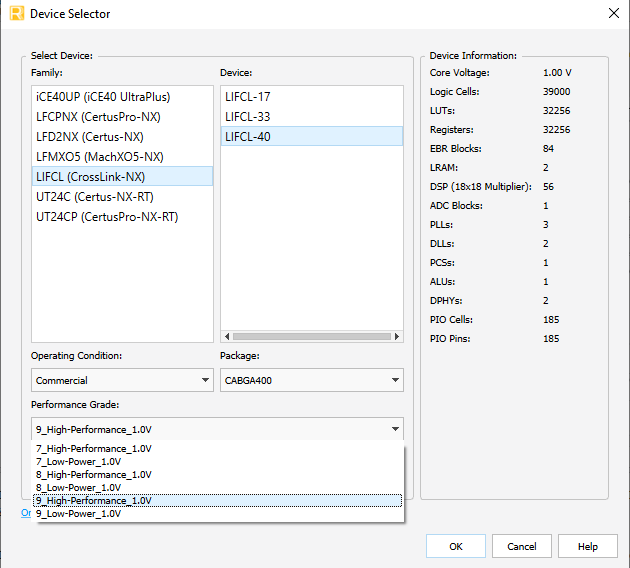 Device Selector
Select Device:
Family:
iCE40UP (iCE40 UltraPlus)
LFCPNX (CertusPro-NX)
LFD2NX (Certus-NX)
LFMXO5 (MachXO5-NX)
LIFCL (CrossLink-NX)
UT24C (Certus-NX-RT)
UT24CP (CertusPro-NX-RT)
Device:
LIFCL-17
LIFCL-33
LIFCL-40
Operating Condition:
Commercial
Package:
CABGA400
Performance Grade:
9_High-Performance_1.0V
7_High-Performance_1.0V
7_Low-Power_1.0V
8_High-Performance_1.0V
8_Low-Power_1.0V
9_High-Performance_1.0V
9_Low-Power_1.0V
Device Information:
Core Voltage: 1.00 V
Logic Cells: 39000
LUTs: 32256
Registers: 32256
EBR Blocks: 84
LRAM: 2
DSP (18x18 Multiplier): 56
ADC Blocks: 1
PLLs: 3
DLLs: 2
PCSs: 1
ALUs: 1
DPHYs: 2
PIO Cells: 185
PIO Pins: 185
OK
Cancel
Help